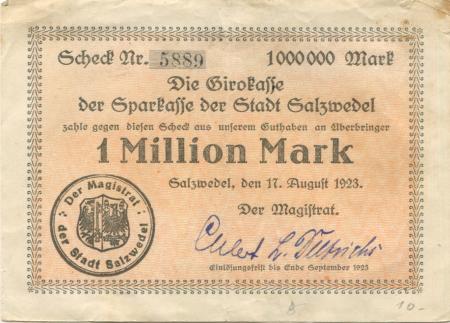 Scheck Nr. 5889 1000000 Mark
Die Girokasse
der Sparkasse der Stadt Salzwedel
zahle gegen diesen Scheck aus unserem Guthaben an Überbringer
1 Million Mark
Salzwedel, den 17. August 1923.
Der Magistrat.
Der Magistrat
der Stadt Salzwedel
Einlösungsfrist bis Ende September 1923
10.-